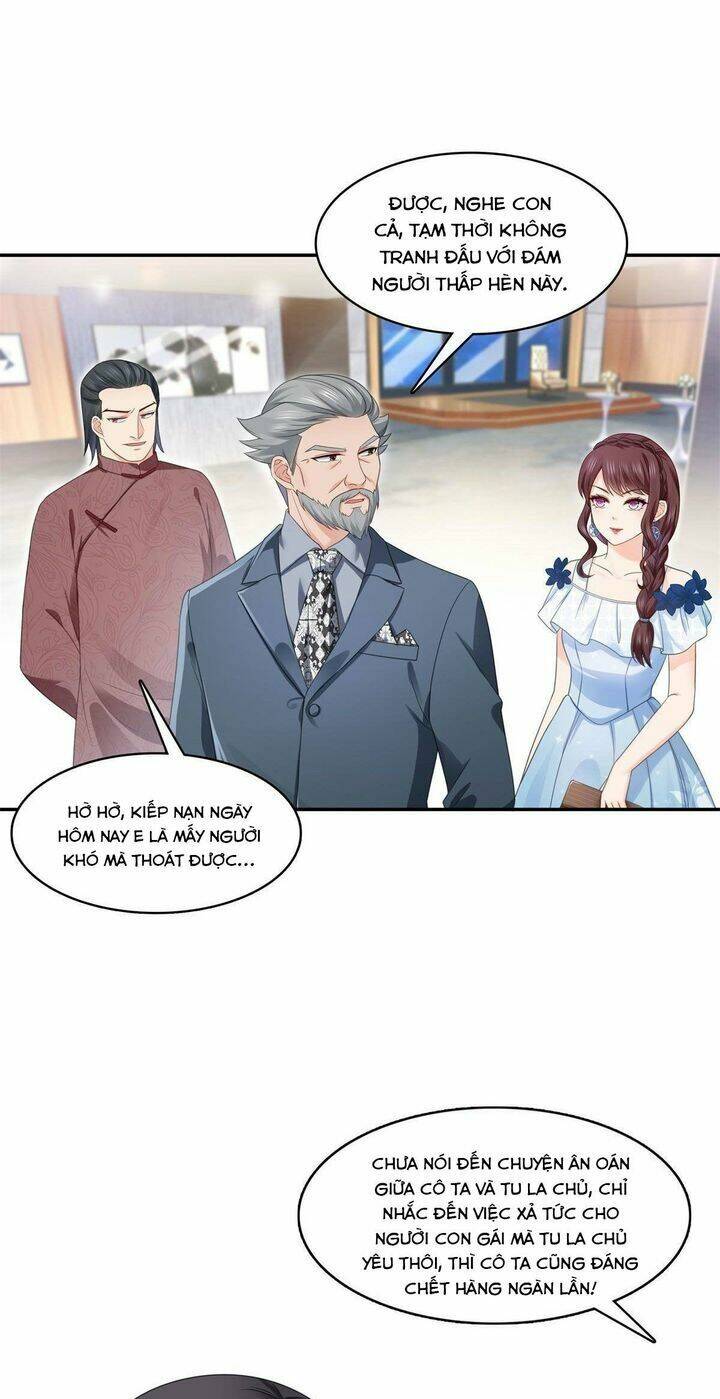 ĐƯỢC, NGHE CON
CẢ, TẠM THỜI KHÔNG
TRANH ĐẤU VỚI ĐÁM
NGƯỜI THẤP HÈN NÀY.
HỜ HỜ, KIẾP NẠN NGÀY
HÔM NAY E LÀ MẤY NGƯỜI
KHÓ MÀ THOÁT ĐƯỢC...
CHƯA NÓI ĐẾN CHUYỆN ÂN OÁN
GIỮA CÔ TA VÀ TU LA CHỦ, CHỈ
NHẮC ĐẾN VIỆC XẢ TỨC CHO
NGƯỜI CON GÁI MÀ TU LA CHỦ
YÊU THÔI, THÌ CÔ TA CŨNG ĐÁNG
CHẾT HÀNG NGÀN LẦN!